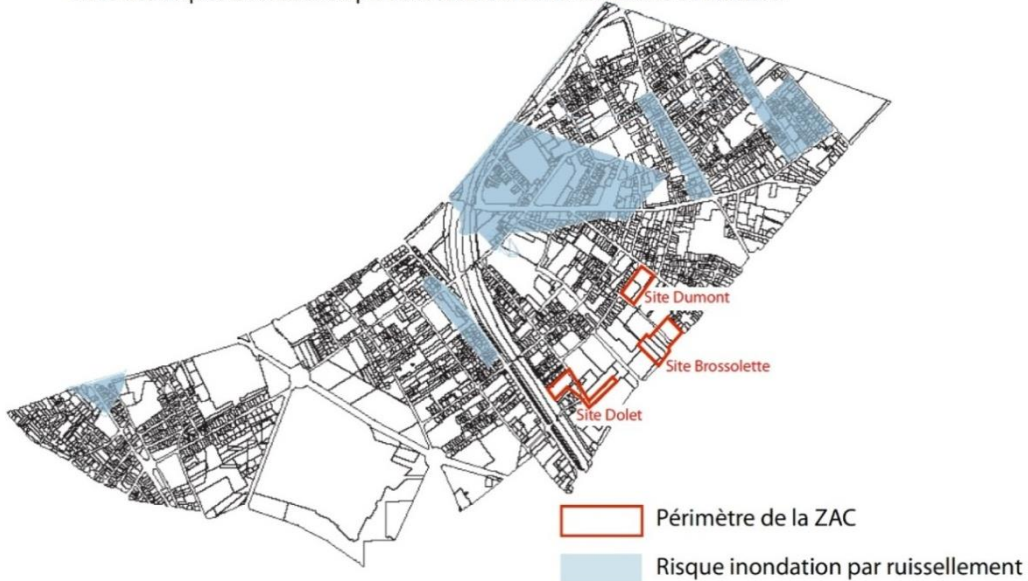 Site Dumont
Site Brossolette
Site Dolet
Périmètre de la ZAC
Risque inondation par ruissellement